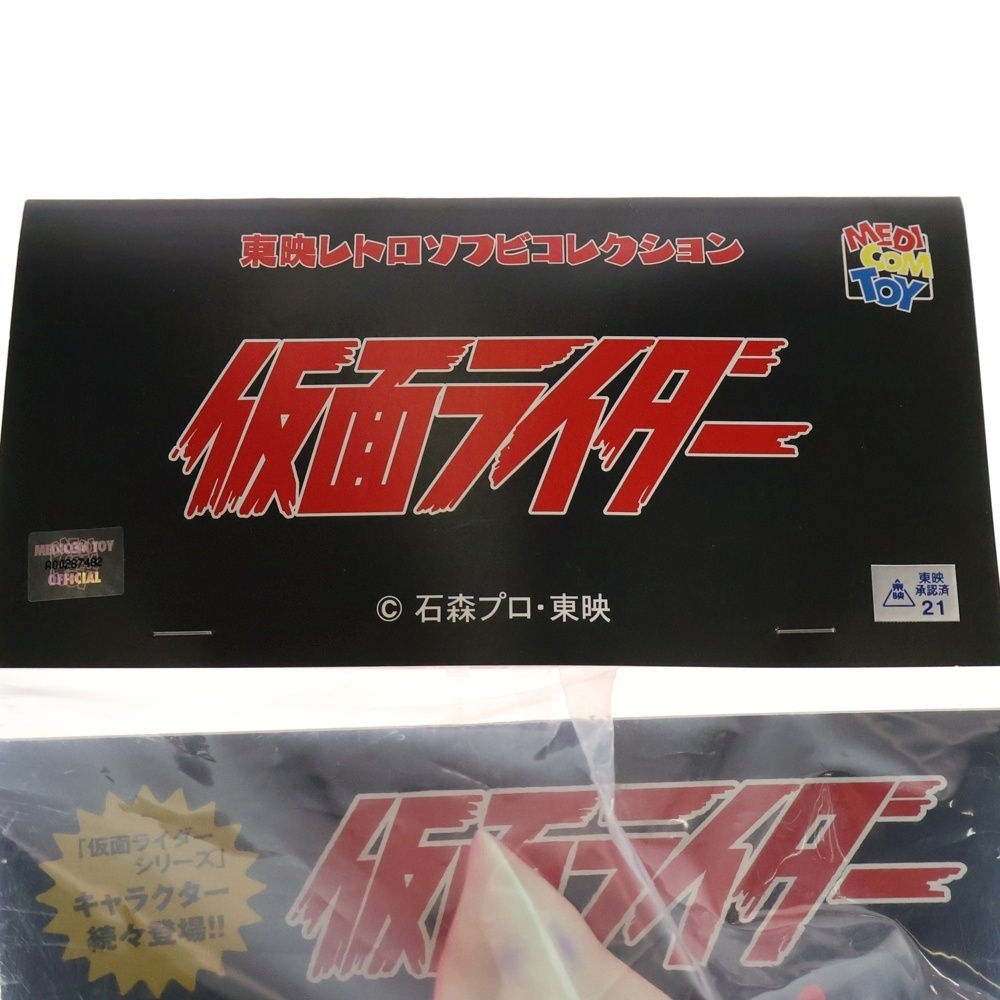 東映レトロソフビコレクション
MEDI
COM
TOY
仮面ライダー
MEDICOM TOY
A00287482
OFFICIAL
© 石森プロ・東映
東映
東映
承認済
21
仮面ライダー
「仮面ライダー
シリーズ」
キャラクター
続々登場!!